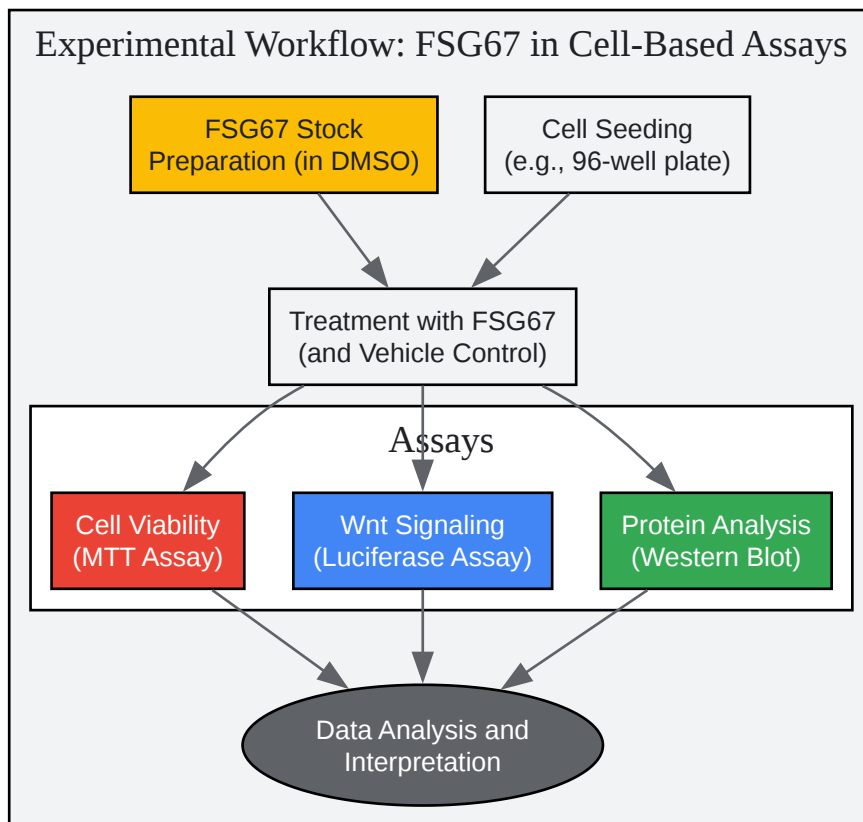 Experimental Workflow: FSG67 in Cell-Based Assays
FSG67 Stock
Preparation (in DMSO)
Cell Seeding
(e.g., 96-well plate)
Treatment with FSG67
(and Vehicle Control)
Assays
Cell Viability
(MTT Assay)
Wnt Signaling
(Luciferase Assay)
Protein Analysis
(Western Blot)
Data Analysis and
Interpretation